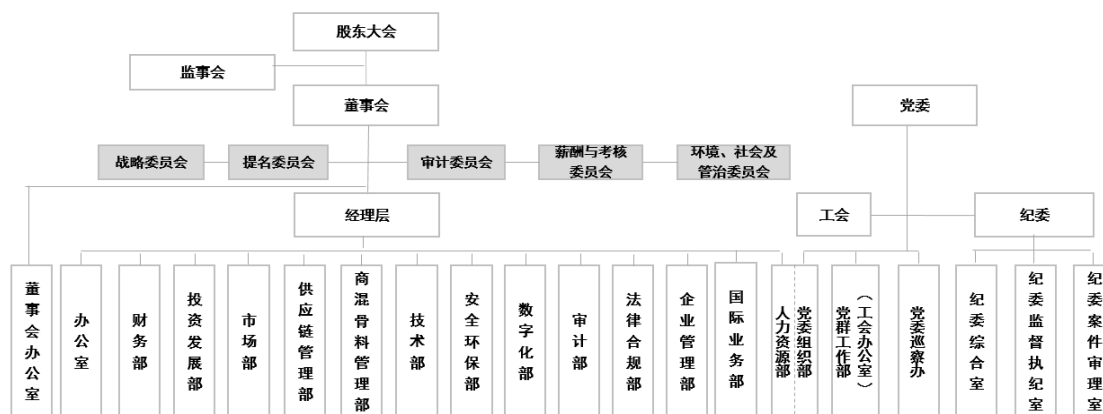 股东大会
监事会
董事会
党委
战略委员会
提名委员会
审计委员会
薪酬与考核
委员会
环境、社会及
管治委员会
经理层
工会
纪委
董事会办公室
办公室
财务部
投资发展部
市场部
供应链管理部
商混骨料管理部
技术部
安全环保部
数字化部
审计部
法律合规部
企业管理部
国际业务部
人力资源部
党委组织部
党群工作部
（工会办公室）
党委巡察办
纪委综合室
纪委监督执纪室
纪委案件审理室